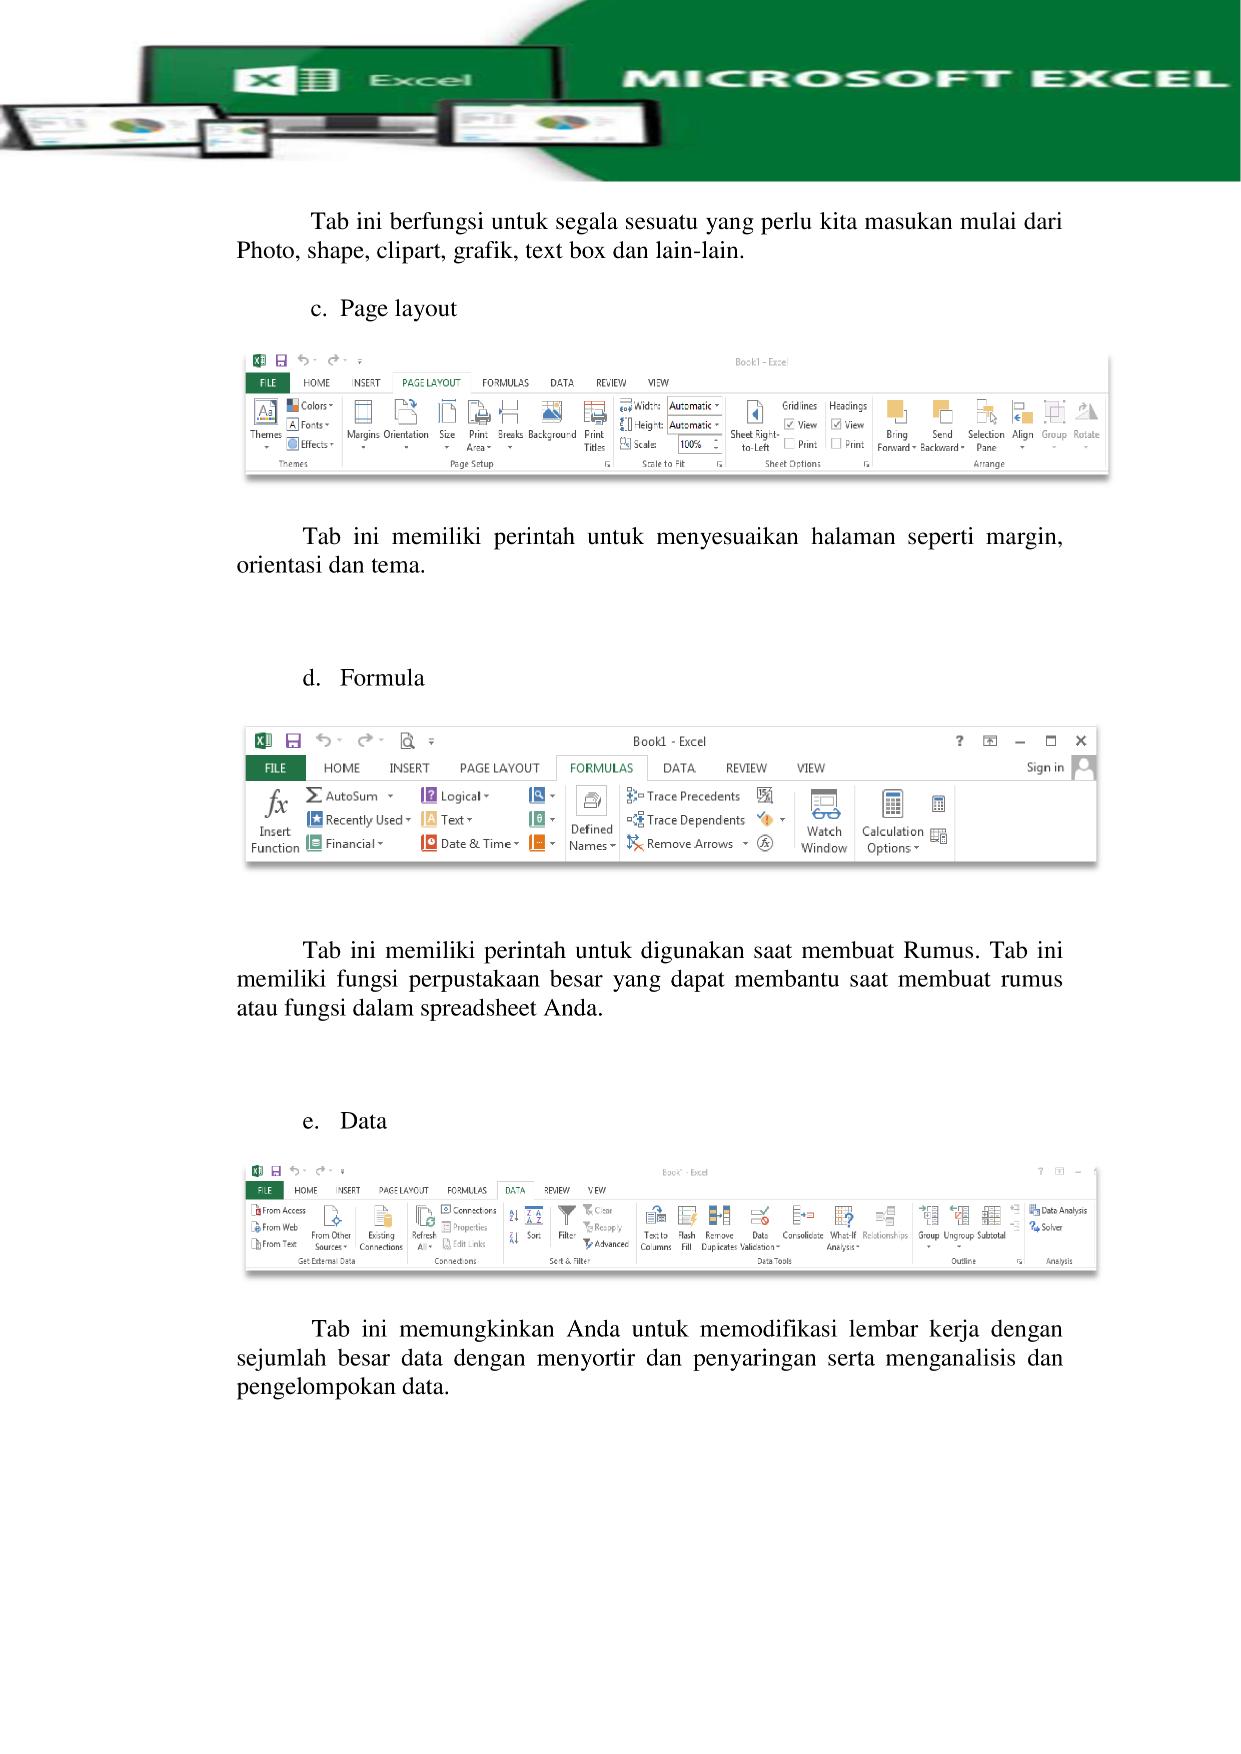 Excel
MICROSOFT EXCEL
Tab ini berfungsi untuk segala sesuatu yang perlu kita masukan mulai dari
Photo, shape, clipart, grafik, text box dan lain-lain.
c. Page layout
Book1 - Excel
FILE HOME INSERT PAGE LAYOUT FORMULAS DATA REVIEW VIEW
Colors Width: Automatic Gridlines Headings
Fonts Height: Automatic View View
Themes Margins Orientation Size Print Breaks Background Print Sheet Right- Bring Send Selection Align Group Rotate
Effects Scale: 100% Print Print
Area Titles to-Left Forward Backward Pane
Themes Page Setup Scale to Fit Sheet Options Arrange
Tab ini memiliki perintah untuk menyesuaikan halaman seperti margin,
orientasi dan tema.
d. Formula
Book1 - Excel ?
FILE HOME INSERT PAGE LAYOUT FORMULAS DATA REVIEW VIEW Sign in
fx AutoSum Logical Trace Precedents
Recently Used Text Trace Dependents
Insert Defined Watch Calculation
Financial Date & Time Remove Arrows
Function Names Window Options
Tab ini memiliki perintah untuk digunakan saat membuat Rumus. Tab ini
memiliki fungsi perpustakaan besar yang dapat membantu saat membuat rumus
atau fungsi dalam spreadsheet Anda.
e. Data
Book1 - Excel ?
FILE HOME INSERT PAGE LAYOUT FORMULAS DATA REVIEW VIEW
From Access Connections Clear Data Analysis
From Web Properties Reapply Solver
From Other Existing Refresh Sort Filter Text to Flash Remove Data Consolidate What-If Relationships Group Ungroup Subtotal
From Text Edit Links Advanced
Sources Connections All Columns Fill Duplicates Validation Analysis
Get External Data Connections Sort & Filter Data Tools Outline Analysis
Tab ini memungkinkan Anda untuk memodifikasi lembar kerja dengan
sejumlah besar data dengan menyortir dan penyaringan serta menganalisis dan
pengelompokan data.